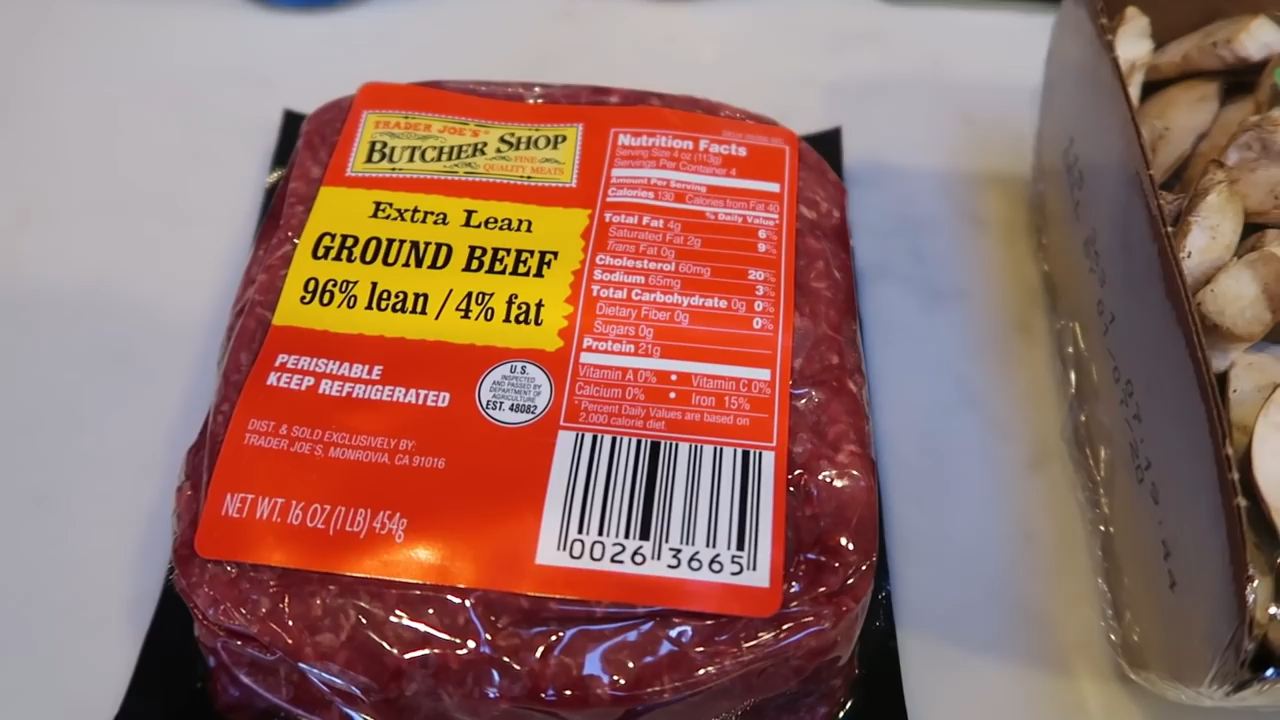 TRADER JOE'S®
BUTCHER SHOP
FINE
QUALITY MEATS
Extra Lean
GROUND BEEF
96% lean / 4% fat
PERISHABLE
KEEP REFRIGERATED
U.S.
INSPECTED
AND PASSED BY
DEPARTMENT OF
AGRICULTURE
EST. 48082
DIST. & SOLD EXCLUSIVELY BY:
TRADER JOE'S, MONROVIA, CA 91016
NET WT. 16 OZ (1 LB) 454g
Nutrition Facts
Serving Size 4 oz (113g)
Servings Per Container 4
Amount Per Serving
Calories 130 Calories from Fat 40
% Daily Value*
Total Fat 4g 6%
Saturated Fat 2g 9%
Trans Fat 0g
Cholesterol 60mg 20%
Sodium 65mg 3%
Total Carbohydrate 0g 0%
Dietary Fiber 0g 0%
Sugars 0g
Protein 21g
Vitamin A 0% • Vitamin C 0%
Calcium 0% • Iron 15%
* Percent Daily Values are based on
2,000 calorie diet.
0026 3665